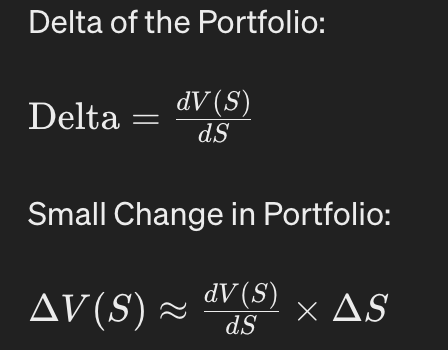 Delta of the Portfolio:
Delta = dV(S)/dS
Small Change in Portfolio:
ΔV(S) ≈ dV(S)/dS × ΔS